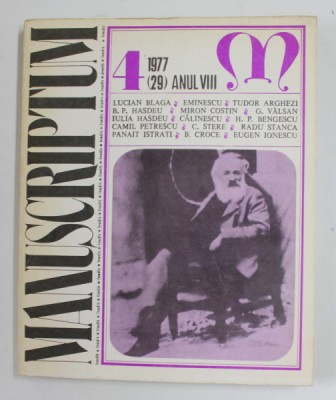 MANUSCRIPTUM
4 1977
(29) ANUL VIII
M
LUCIAN BLAGA EMINESCU TUDOR ARGHEZI
B. P. HASDEU MIRON COSTIN G. VÂLSAN
IULIA HASDEU CĂLINESCU H. P. BENGESCU
CAMIL PETRESCU C. STERE RADU STANCA
PANAIT ISTRATI B. CROCE EUGEN IONESCU